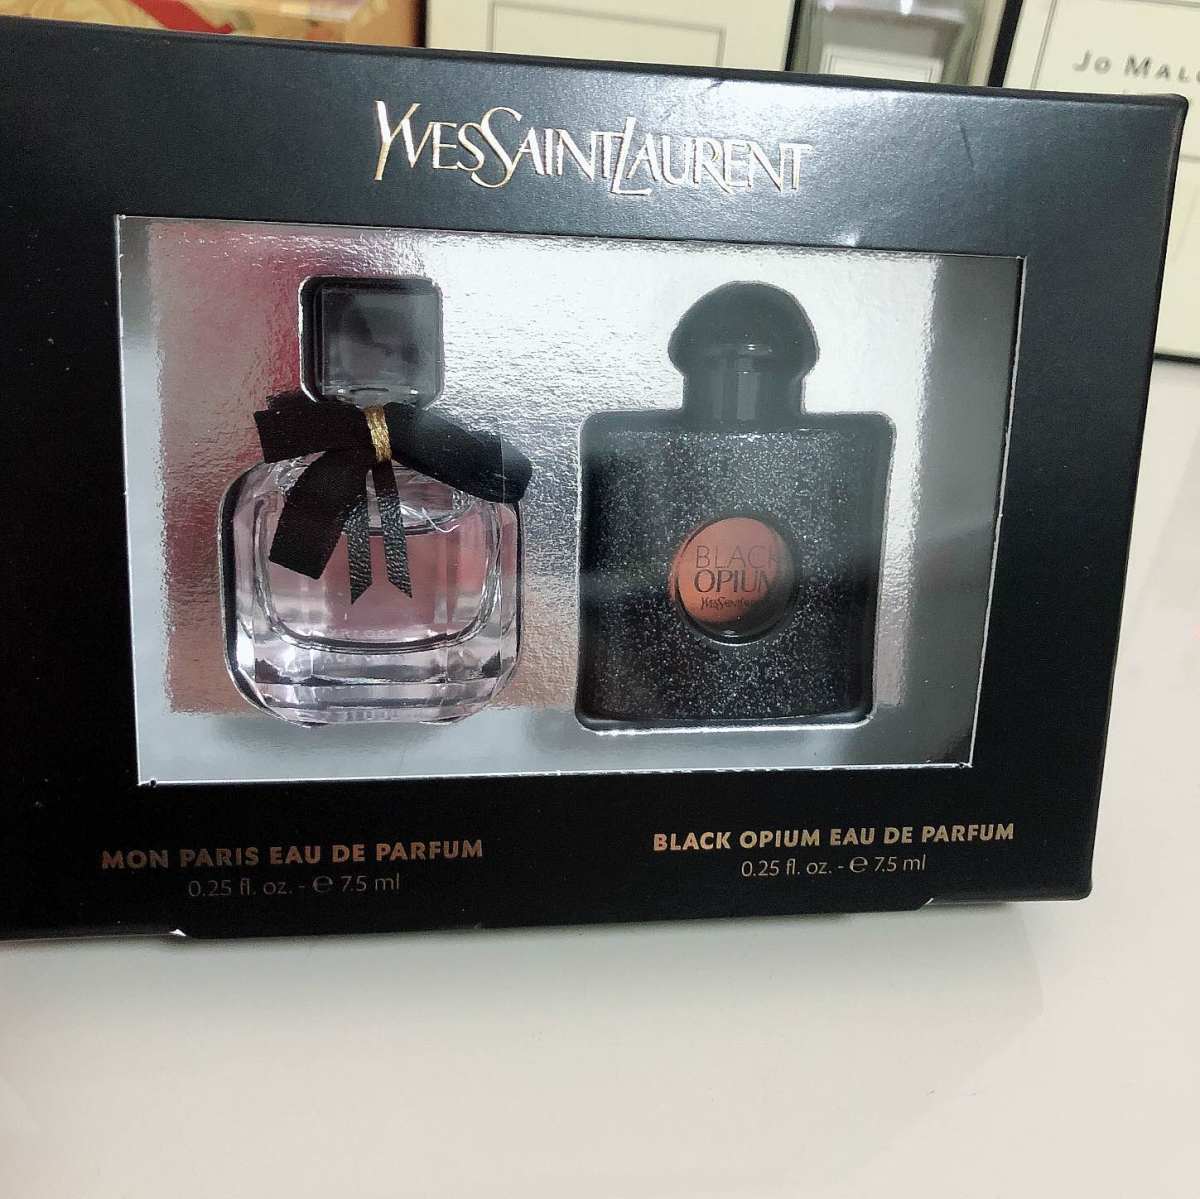 Jo MALO
YVESSAINTLAURENT
BLACK
OPIUM
YVESSAINTLAURENT
MON PARIS EAU DE PARFUM
0.25 fl. oz. - ℮ 7.5 ml
BLACK OPIUM EAU DE PARFUM
0.25 fl. oz. - ℮ 7.5 ml